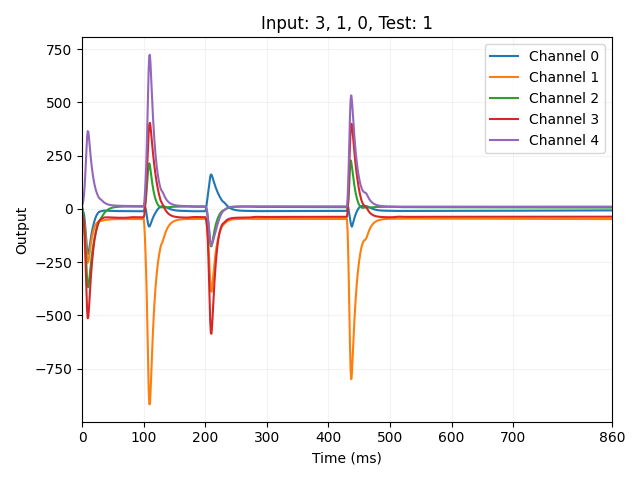 Input: 3, 1, 0, Test: 1
750
500
250
0
−250
−500
−750
Output
Channel 0
Channel 1
Channel 2
Channel 3
Channel 4
0 100 200 300 400 500 600 700 860
Time (ms)